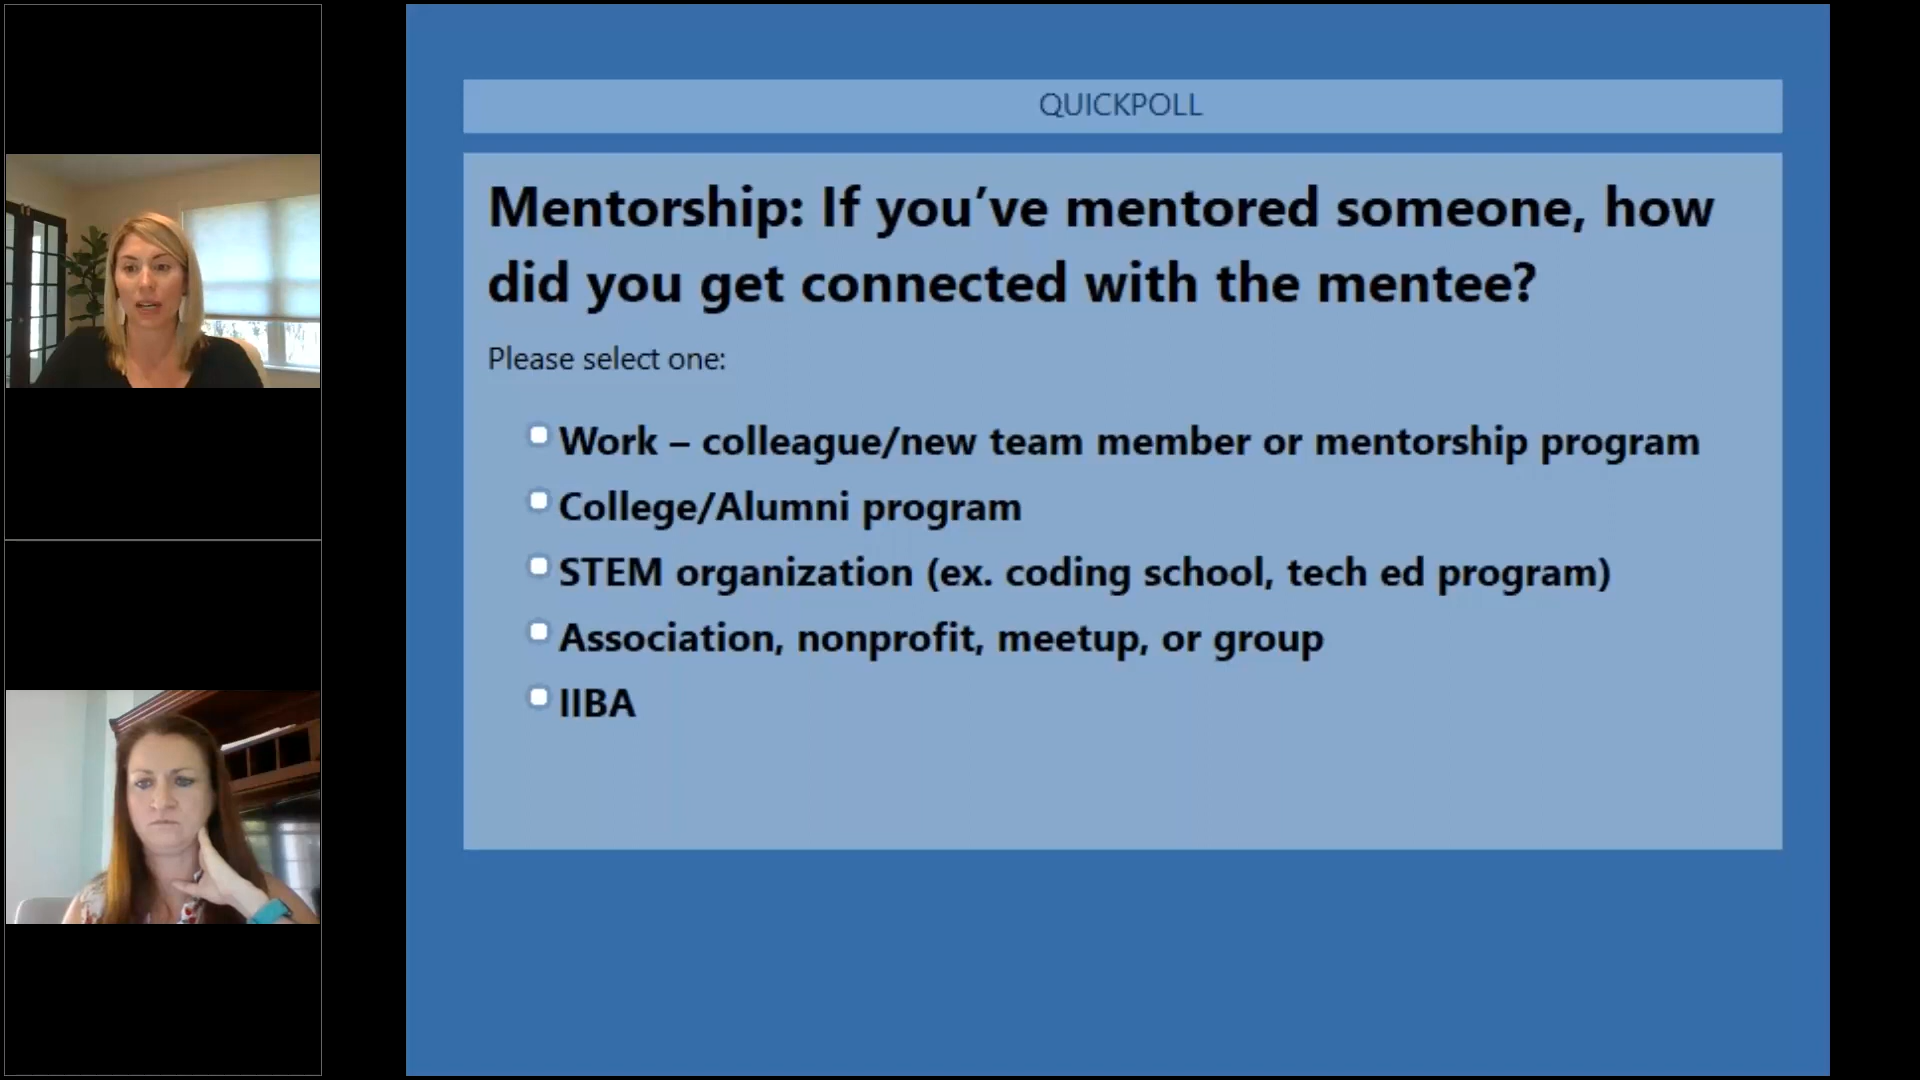 QUICKPOLL
Mentorship: If you’ve mentored someone, how
did you get connected with the mentee?
Please select one:
Work – colleague/new team member or mentorship program
College/Alumni program
STEM organization (ex. coding school, tech ed program)
Association, nonprofit, meetup, or group
IIBA